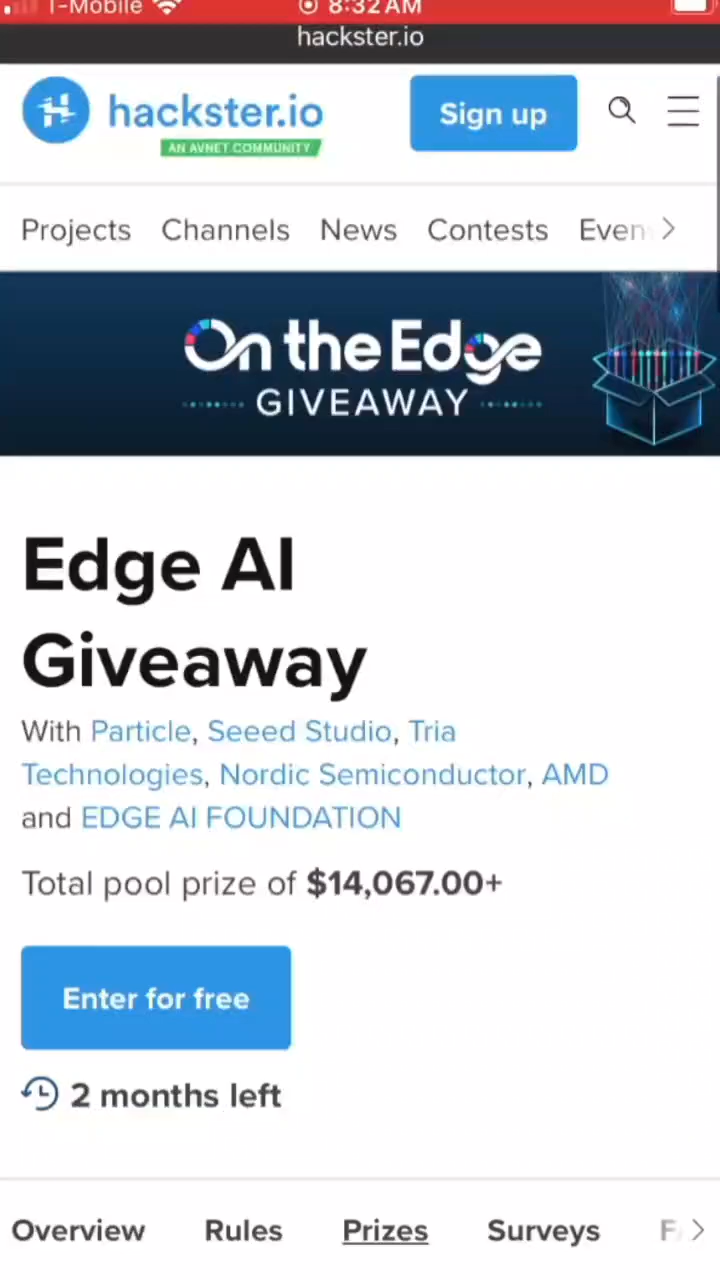 T-Mobile 8:32 AM
hackster.io
hackster.io
Sign up
AN AVNET COMMUNITY
Projects Channels News Contests Even
On the Edge
GIVEAWAY
Edge AI
Giveaway
With Particle, Seeed Studio, Tria
Technologies, Nordic Semiconductor, AMD
and EDGE AI FOUNDATION
Total pool prize of $14,067.00+
Enter for free
2 months left
Overview Rules Prizes Surveys F